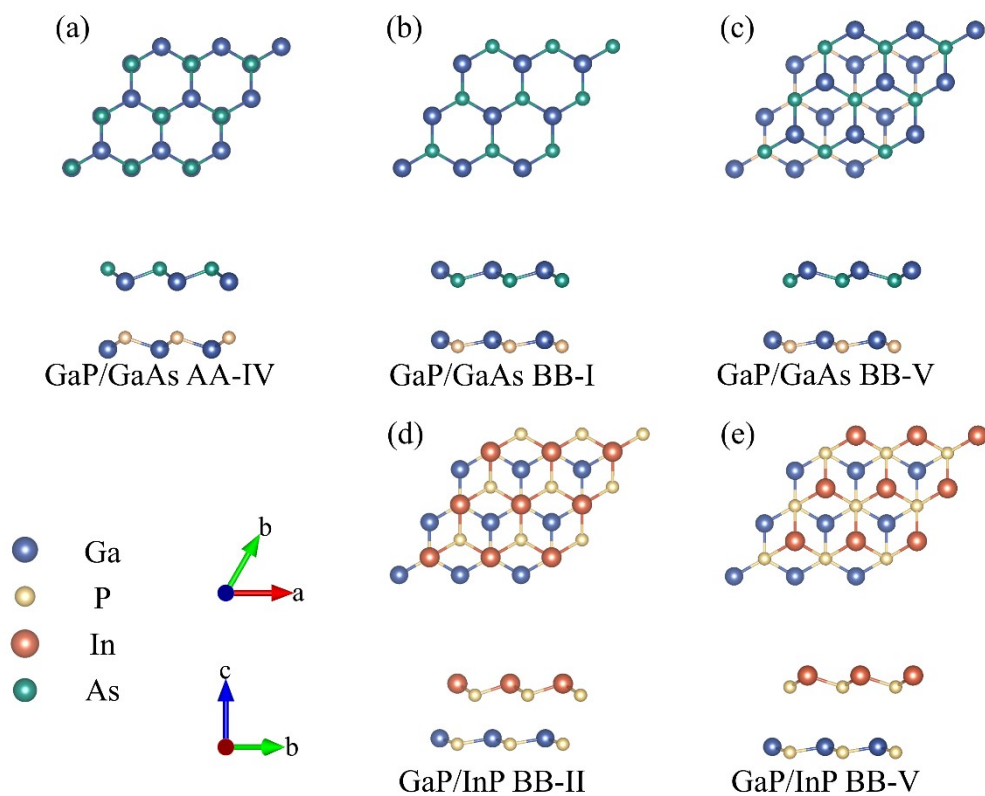 (a)
(b)
(c)
GaP/GaAs AA-IV
GaP/GaAs BB-I
GaP/GaAs BB-V
(d)
(e)
Ga
P
In
As
b
a
c
b
GaP/InP BB-II
GaP/InP BB-V